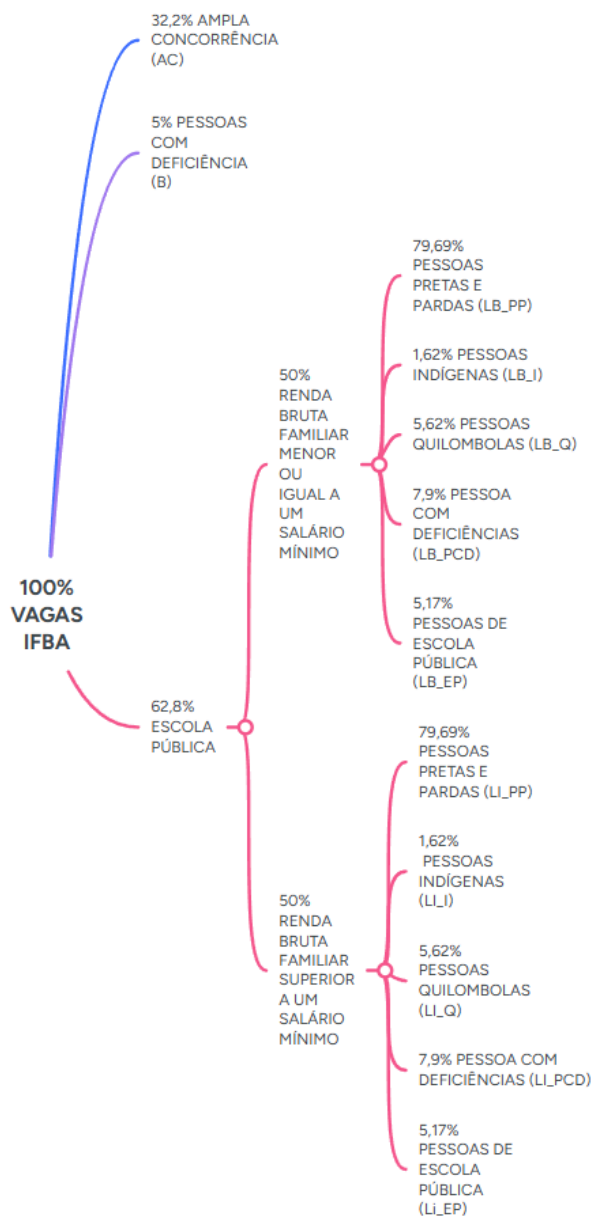 32,2% AMPLA
CONCORRÊNCIA
(AC)
5% PESSOAS
COM
DEFICIÊNCIA
(B)
100%
VAGAS
IFBA
62,8%
ESCOLA
PÚBLICA
50%
RENDA
BRUTA
FAMILIAR
MENOR
OU
IGUAL A
UM
SALÁRIO
MÍNIMO
79,69%
PESSOAS
PRETAS E
PARDAS (LB_PP)
1,62% PESSOAS
INDÍGENAS (LB_I)
5,62% PESSOAS
QUILOMBOLAS (LB_Q)
7,9% PESSOA
COM
DEFICIÊNCIAS
(LB_PCD)
5,17%
PESSOAS DE
ESCOLA
PÚBLICA
(LB_EP)
50%
RENDA
BRUTA
FAMILIAR
SUPERIOR
A UM
SALÁRIO
MÍNIMO
79,69%
PESSOAS
PRETAS E
PARDAS (LI_PP)
1,62%
PESSOAS
INDÍGENAS
(LI_I)
5,62%
PESSOAS
QUILOMBOLAS
(LI_Q)
7,9% PESSOA COM
DEFICIÊNCIAS (LI_PCD)
5,17%
PESSOAS DE
ESCOLA
PÚBLICA
(Li_EP)